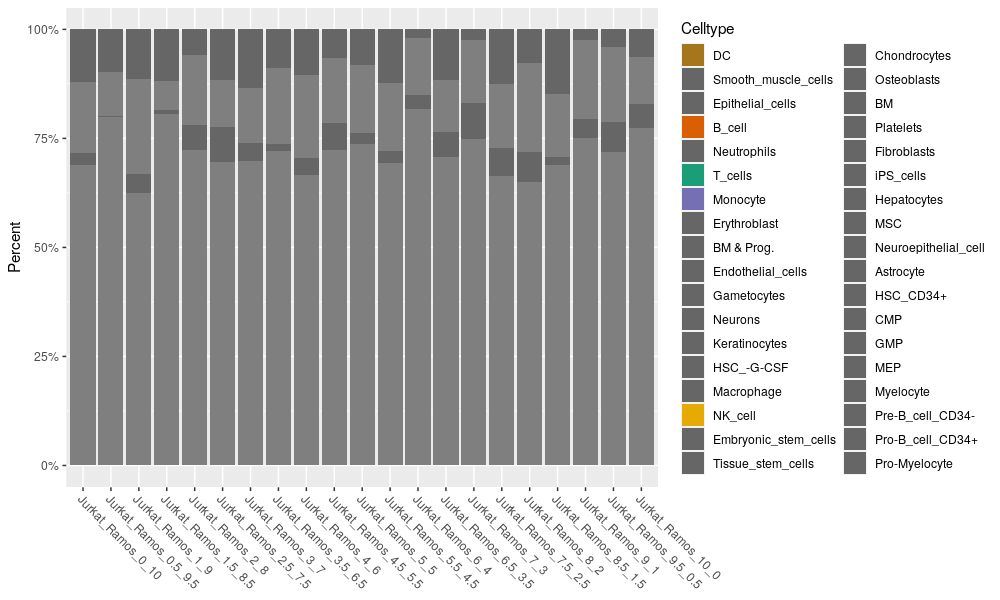 100%
75%
50%
25%
0%
Percent
Jurkat_Ramos_0_10
Jurkat_Ramos_0.5_9.5
Jurkat_Ramos_1_9
Jurkat_Ramos_1.5_8.5
Jurkat_Ramos_2_8
Jurkat_Ramos_2.5_7.5
Jurkat_Ramos_3_7
Jurkat_Ramos_3.5_6.5
Jurkat_Ramos_4_6
Jurkat_Ramos_4.5_5.5
Jurkat_Ramos_5_5
Jurkat_Ramos_5.5_4.5
Jurkat_Ramos_6_4
Jurkat_Ramos_6.5_3.5
Jurkat_Ramos_7_3
Jurkat_Ramos_7.5_2.5
Jurkat_Ramos_8_2
Jurkat_Ramos_8.5_1.5
Jurkat_Ramos_9_1
Jurkat_Ramos_9.5_0.5
Jurkat_Ramos_10_0
Celltype
DC
Smooth_muscle_cells
Epithelial_cells
B_cell
Neutrophils
T_cells
Monocyte
Erythroblast
BM & Prog.
Endothelial_cells
Gametocytes
Neurons
Keratinocytes
HSC_-G-CSF
Macrophage
NK_cell
Embryonic_stem_cells
Tissue_stem_cells
Chondrocytes
Osteoblasts
BM
Platelets
Fibroblasts
iPS_cells
Hepatocytes
MSC
Neuroepithelial_cell
Astrocyte
HSC_CD34+
CMP
GMP
MEP
Myelocyte
Pre-B_cell_CD34-
Pro-B_cell_CD34+
Pro-Myelocyte